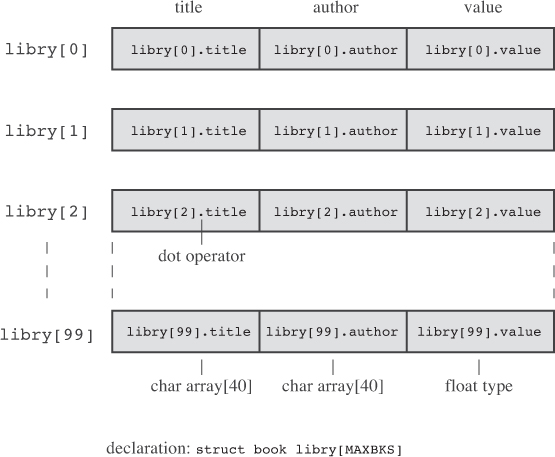 title author value
libry[0] libry[0].title libry[0].author libry[0].value
libry[1] libry[1].title libry[1].author libry[1].value
libry[2] libry[2].title libry[2].author libry[2].value
dot operator
libry[99] libry[99].title libry[99].author libry[99].value
char array[40] char array[40] float type
declaration: struct book libry[MAXBKS]